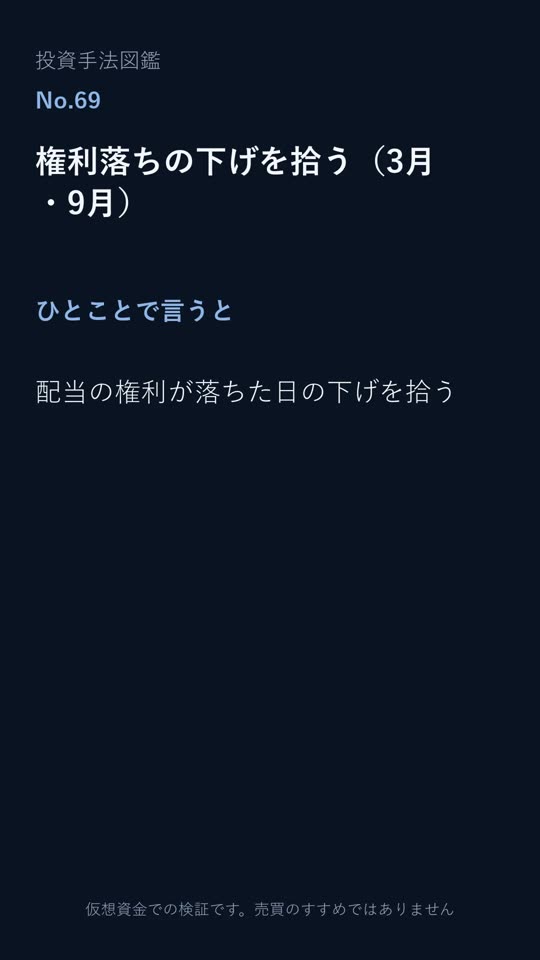 投資手法図鑑
No.69
権利落ちの下げを拾う（3月
・9月）
ひとことで言うと
配当の権利が落ちた日の下げを拾う
仮想資金での検証です。売買のすすめではありません